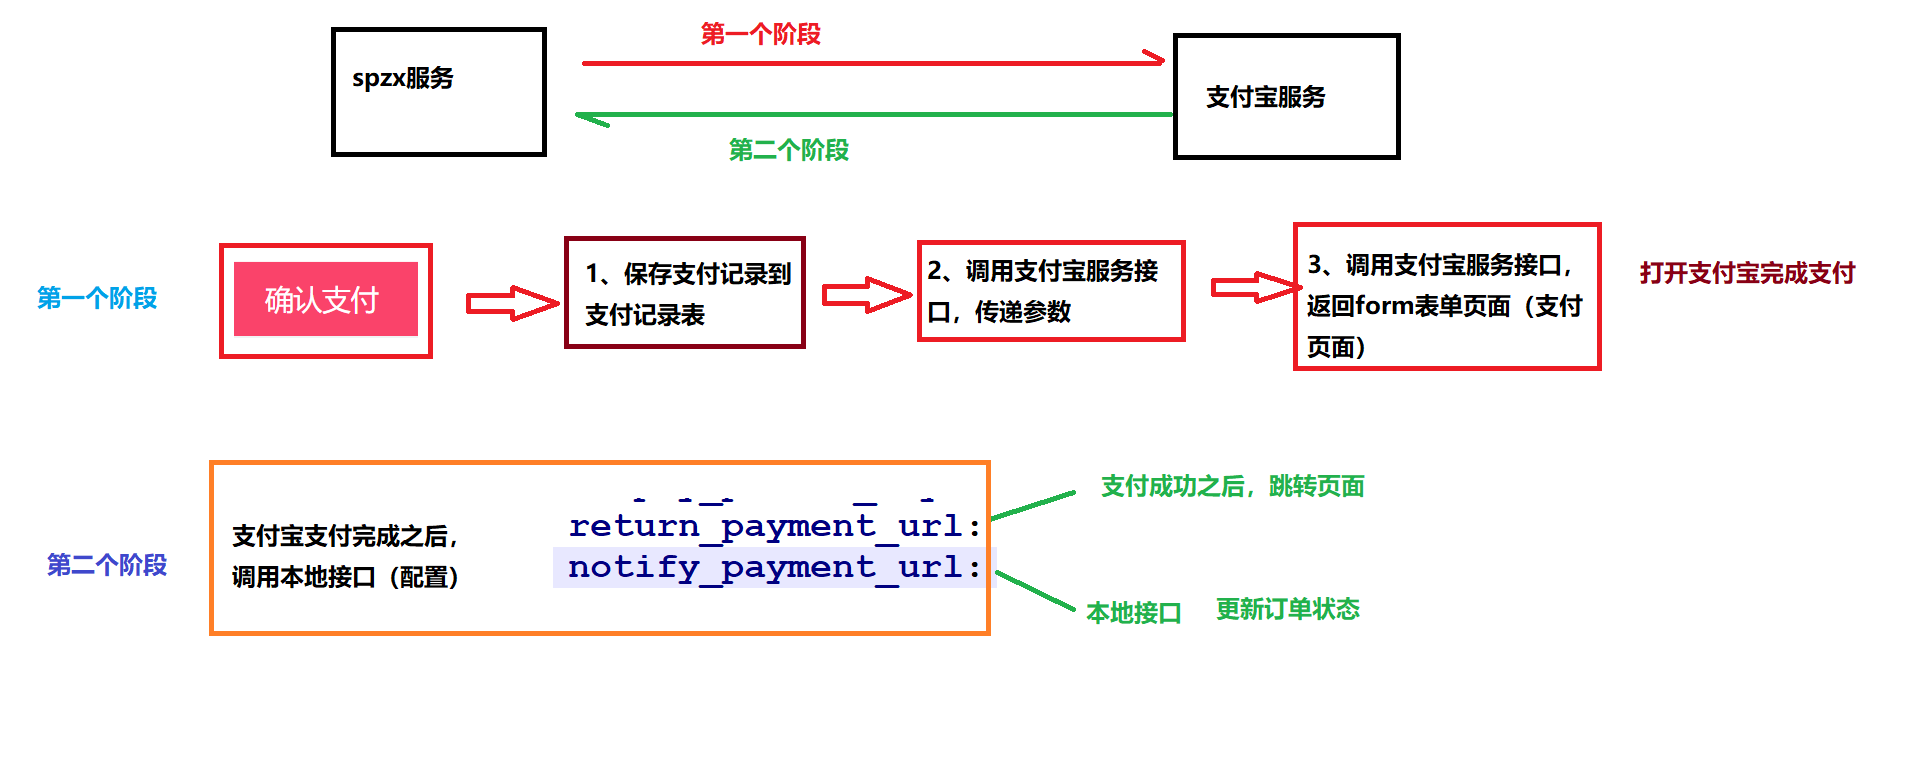 第一个阶段
spzx服务
支付宝服务
第二个阶段
第一个阶段
确认支付
1、保存支付记录到
支付记录表
2、调用支付宝服务接
口，传递参数
3、调用支付宝服务接口，
返回form表单页面（支付
页面）
打开支付宝完成支付
第二个阶段
支付宝支付完成之后，
调用本地接口（配置）
return_payment_url:
notify_payment_url:
支付成功之后，跳转页面
本地接口
更新订单状态